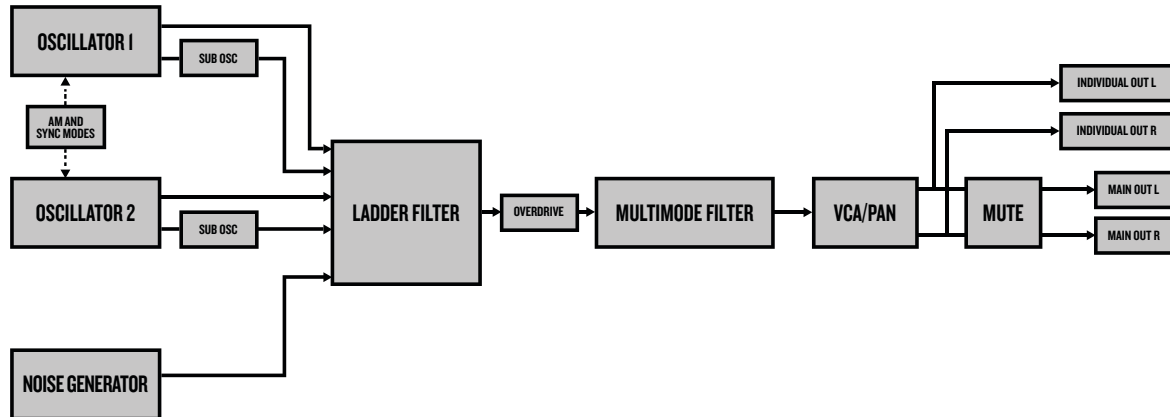 OSCILLATOR 1
SUB OSC
AM AND
SYNC MODES
OSCILLATOR 2
SUB OSC
NOISE GENERATOR
LADDER FILTER
OVERDRIVE
MULTIMODE FILTER
VCA/PAN
MUTE
INDIVIDUAL OUT L
INDIVIDUAL OUT R
MAIN OUT L
MAIN OUT R